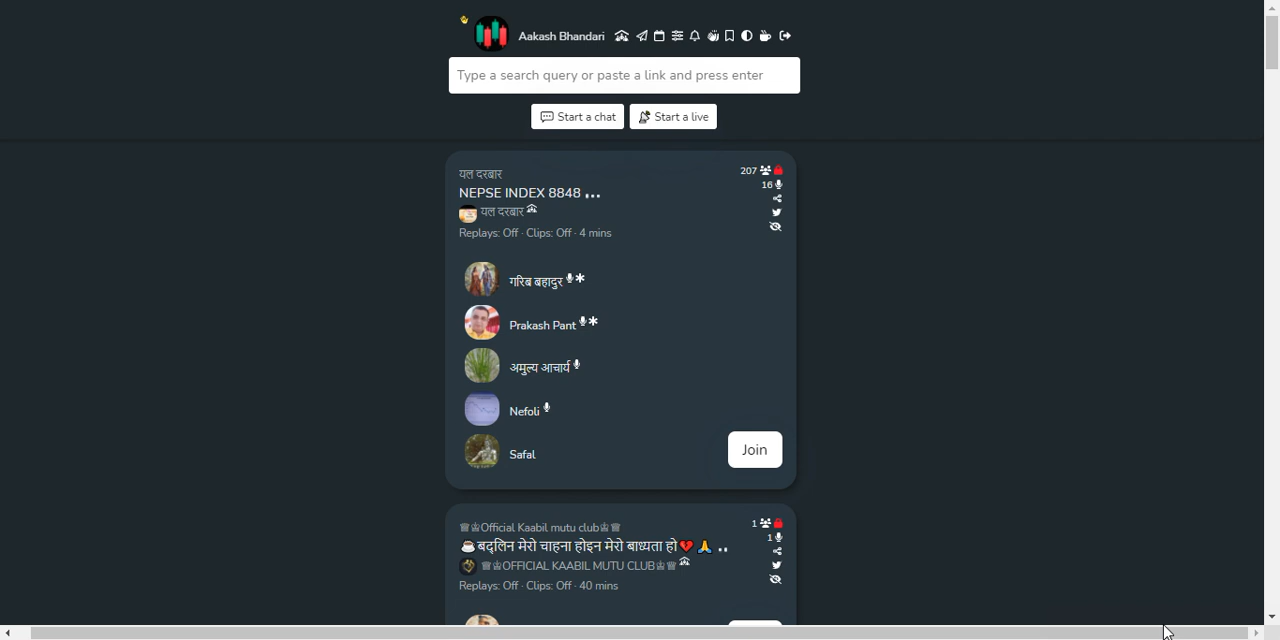 Aakash Bhandari
Type a search query or paste a link and press enter
Start a chat
Start a live
यल दरबार
NEPSE INDEX 8848
यल दरबार
Replays: Off · Clips: Off · 4 mins
207
16
गरिब बहादुर
Prakash Pant
अमुल्य आचार्य
Nefoli
Safal
Join
♕♔Official Kaabil mutu club♔♕
☕बद्लिन मेरो चाहना होइन मेरो बाध्यता हो💔🙏 ..
♕♔OFFICIAL KAABIL MUTU CLUB♔♕
Replays: Off · Clips: Off · 40 mins
1
1